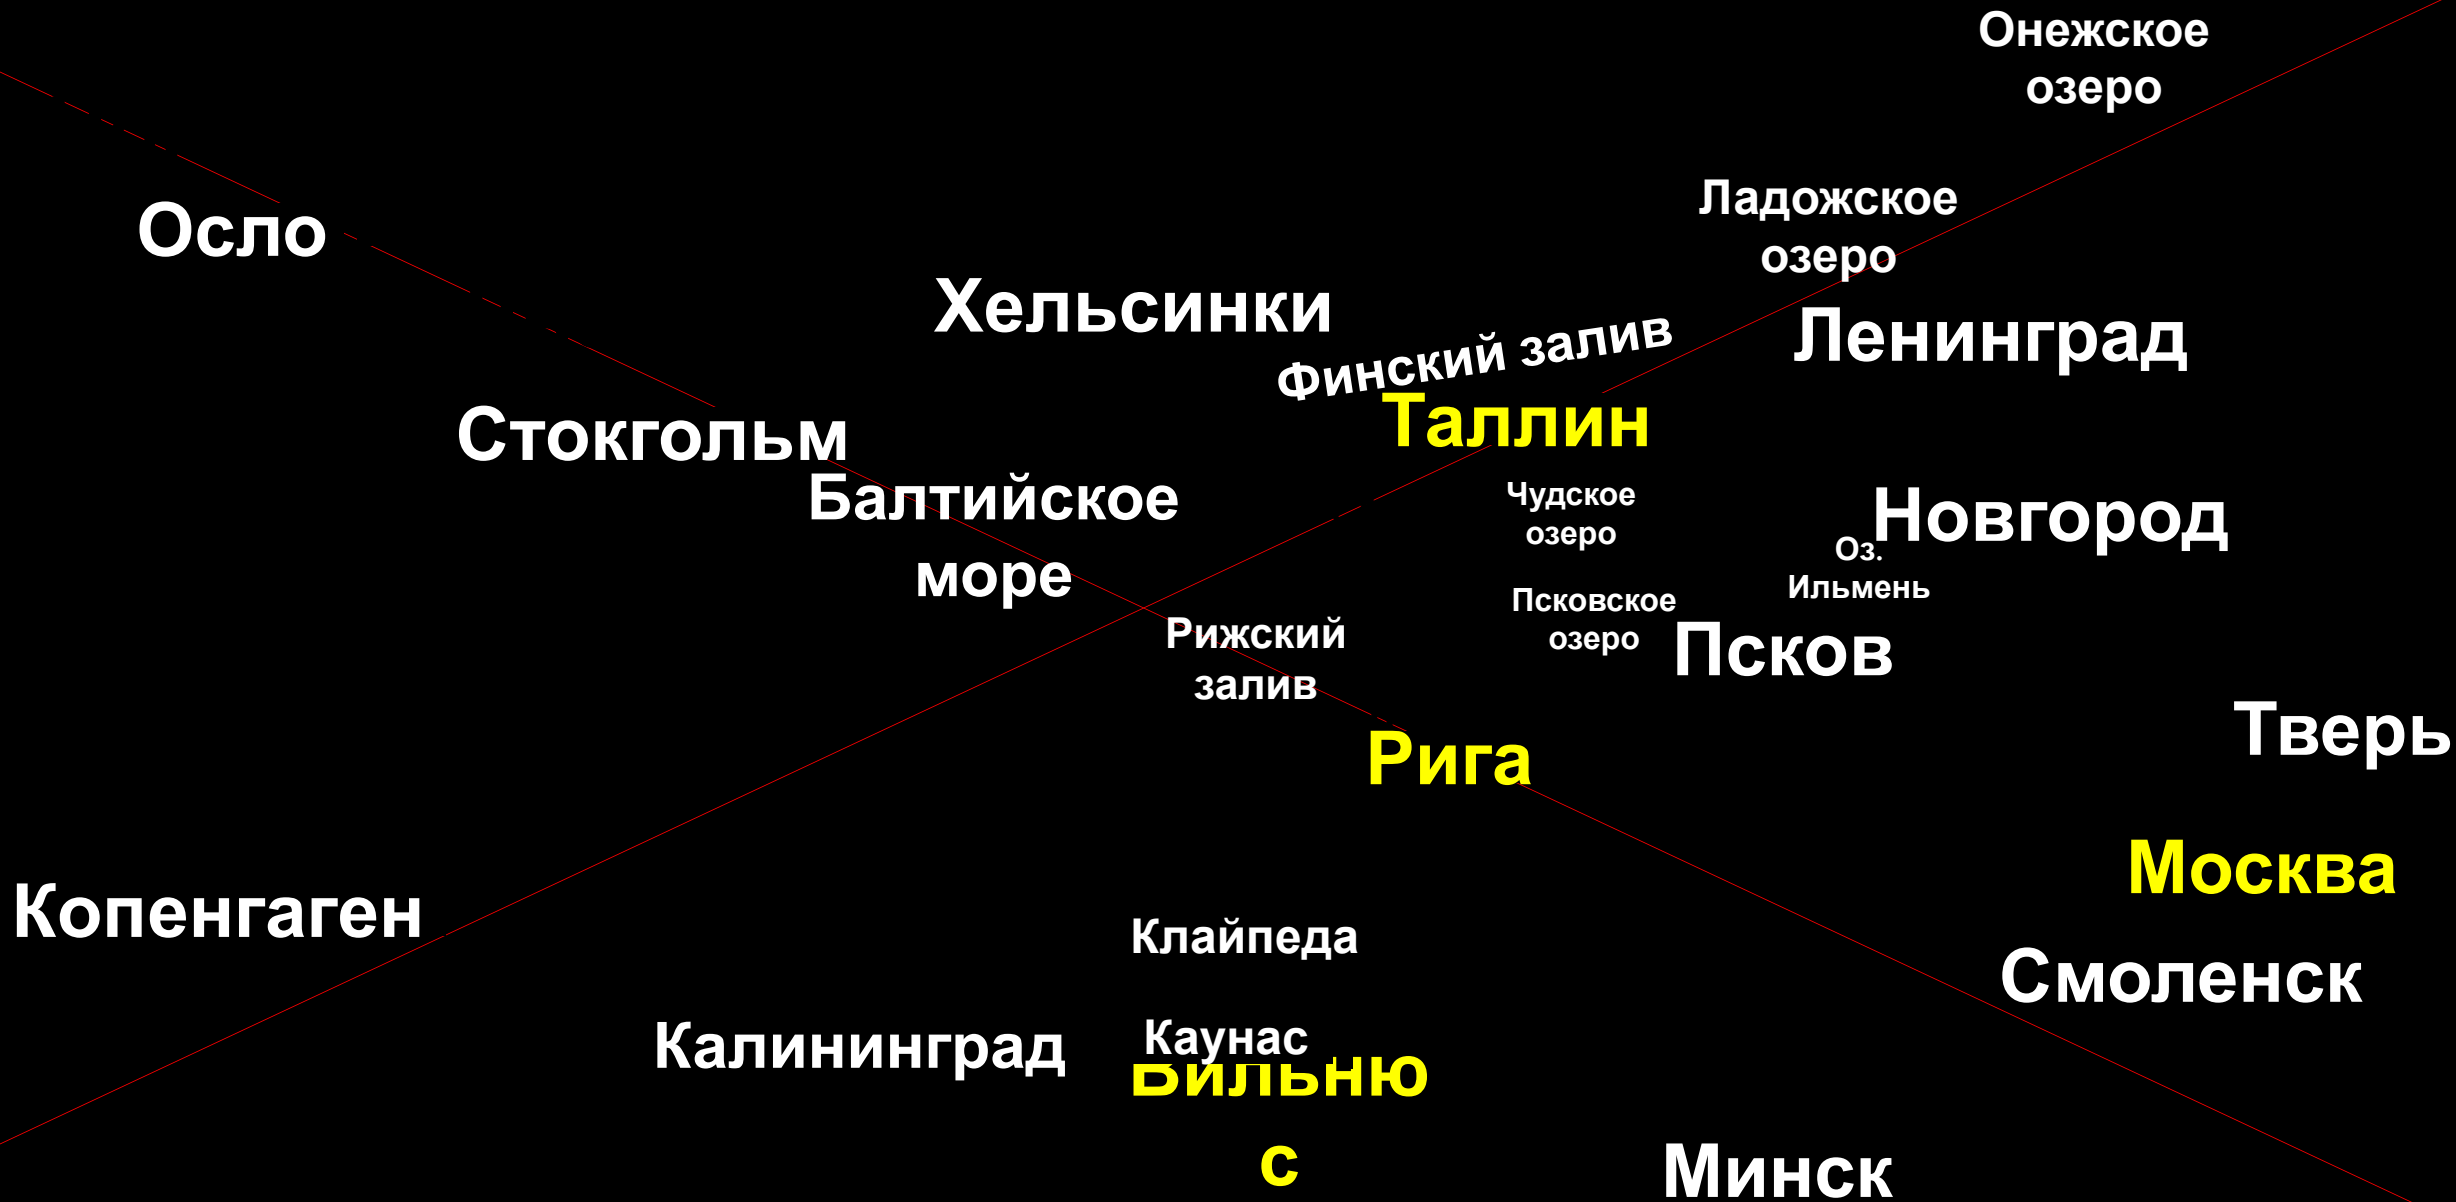 Онежское
озеро
Ладожское
озеро
Осло
Хельсинки
Финский залив
Ленинград
Таллин
Стокгольм
Балтийское
море
Чудское
озеро
Новгород
Оз.
Ильмень
Псковское
озеро
Псков
Рижский
залив
Тверь
Рига
Москва
Копенгаген
Клайпеда
Смоленск
Калининград
Каунас
Вильню
с
Минск